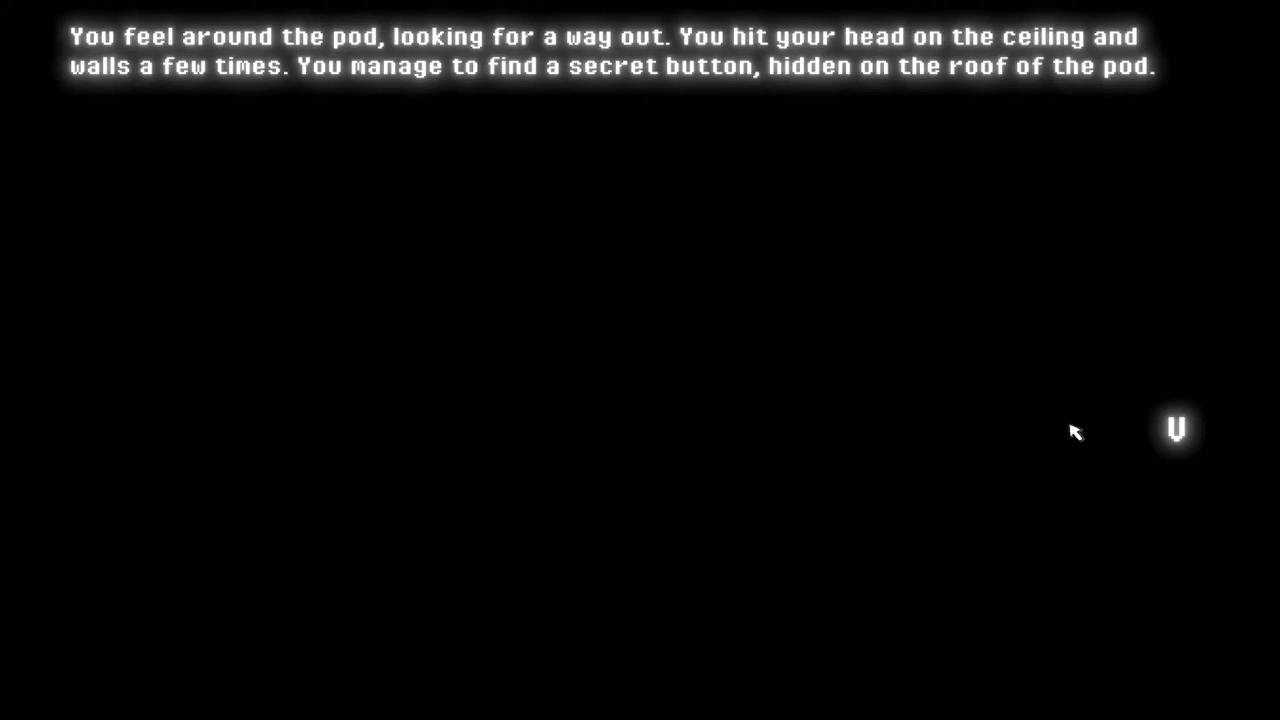 You feel around the pod, looking for a way out. You hit your head on the ceiling and
walls a few times. You manage to find a secret button, hidden on the roof of the pod.
V